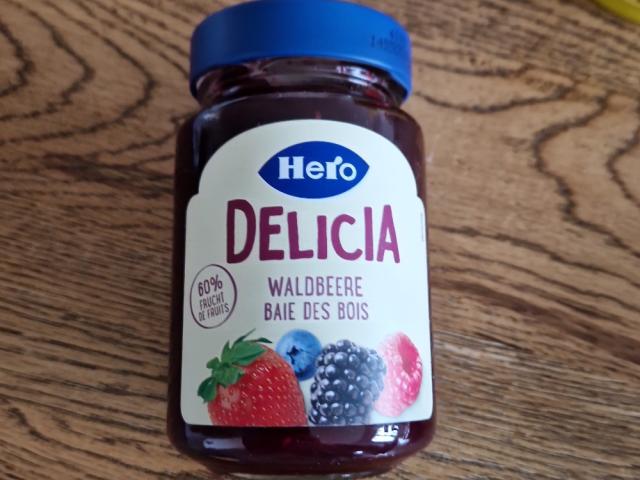 Hero
DELICIA
WALDBEERE
BAIE DES BOIS
60%
FRUCHT
DE FRUITS